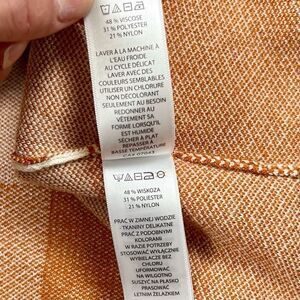 48 % VISCOSE
31 % POLYESTER
21 % NYLON
LAVER À LA MACHINE À
L'EAU FROIDE
AU CYCLE DÉLICAT
LAVER AVEC DES
COULEURS SEMBLABLES
UTILISER UN CHLORURE
NON DÉCOLORANT
SEULEMENT AU BESOIN
REDONNER AU
VÊTEMENT SA
FORME LORSQU'IL
EST HUMIDE
SÉCHER À PLAT
REPASSER À
BASSE TEMPÉRATURE
48 % WISKOZA
31 % POLIESTER
21 % NYLON
PRAĆ W ZIMNEJ WODZIE
- TKANINY DELIKATNE
PRAĆ Z PODOBNYMI
KOLORAMI
W RAZIE POTRZEBY
STOSOWAĆ WYŁĄCZNIE
WYBIELACZE BEZ
CHLORU
UFORMOWAĆ
NA WILGOTNO
SUSZYĆ NA PŁASKO
PRASOWAĆ
LETNIM ŻELAZKIEM